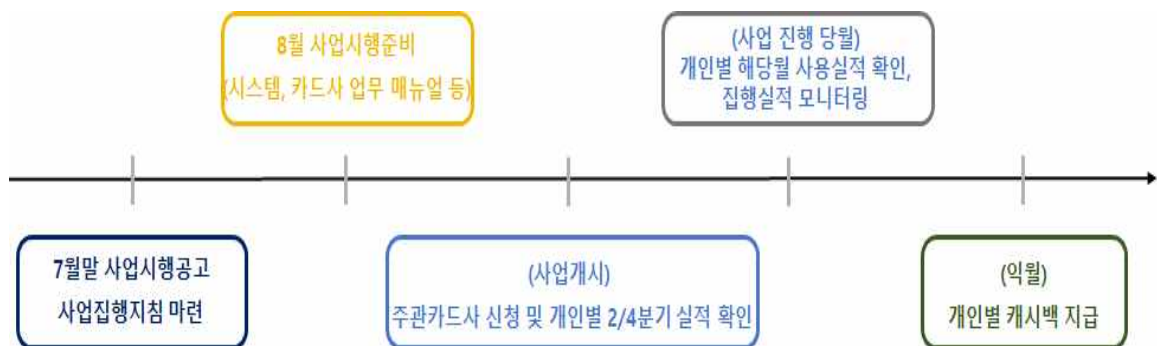 8월 사업시행준비
(시스템, 카드사 업무 매뉴얼 등)
(사업 진행 당월)
개인별 해당월 사용실적 확인,
집행실적 모니터링
7월말 사업시행공고
사업집행지침 마련
(사업개시)
주관카드사 신청 및 개인별 2/4분기 실적 확인
(익월)
개인별 캐시백 지급